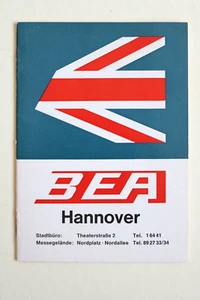 BEA
Hannover
Stadtbüro: Theaterstraße 2 Tel. 1 64 41
Messegelände: Nordplatz · Nordallee Tel. 89 27 33/34